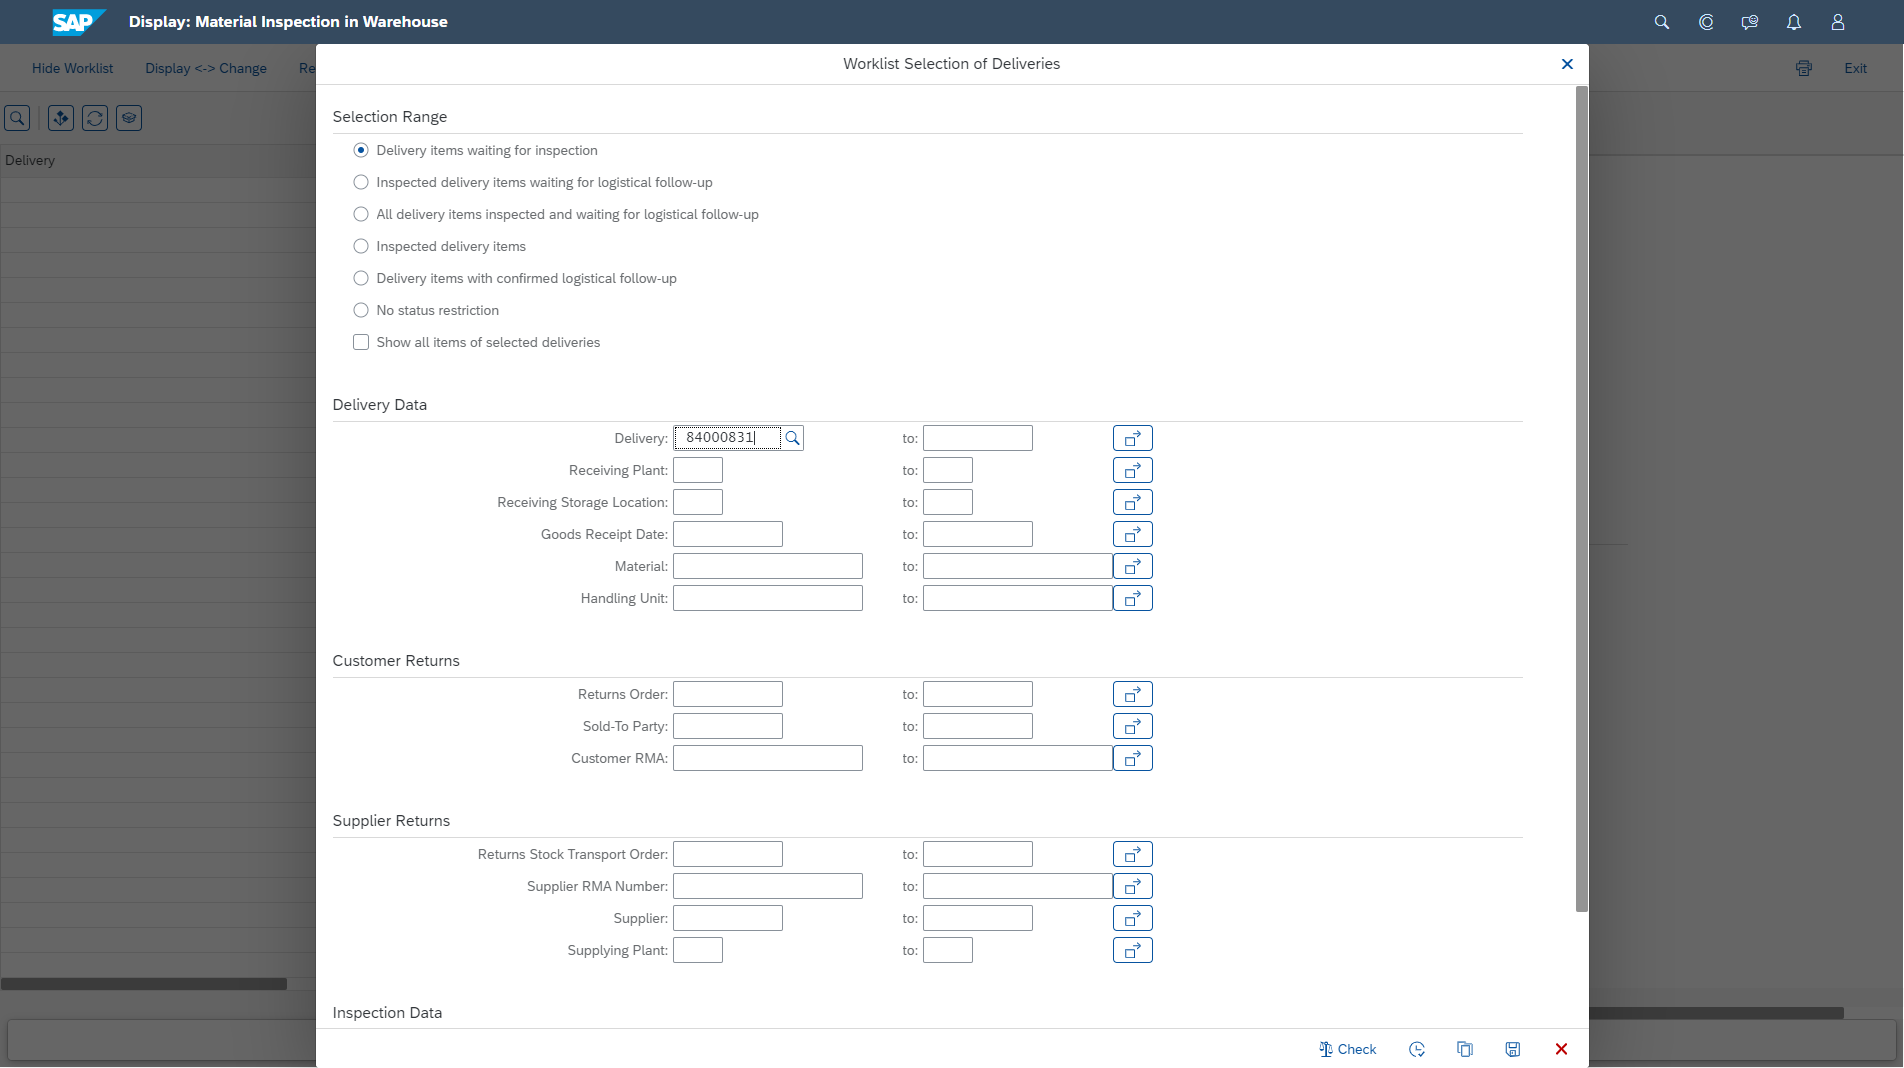 SAP Display: Material Inspection in Warehouse
Worklist Selection of Deliveries
Hide Worklist Display <-> Change Re Exit
Selection Range
Delivery items waiting for inspection
Delivery
Inspected delivery items waiting for logistical follow-up
All delivery items inspected and waiting for logistical follow-up
Inspected delivery items
Delivery items with confirmed logistical follow-up
No status restriction
Show all items of selected deliveries
Delivery Data
Delivery: 84000831 to:
Receiving Plant: to:
Receiving Storage Location: to:
Goods Receipt Date: to:
Material: to:
Handling Unit: to:
Customer Returns
Returns Order: to:
Sold-To Party: to:
Customer RMA: to:
Supplier Returns
Returns Stock Transport Order: to:
Supplier RMA Number: to:
Supplier: to:
Supplying Plant: to:
Inspection Data
Check